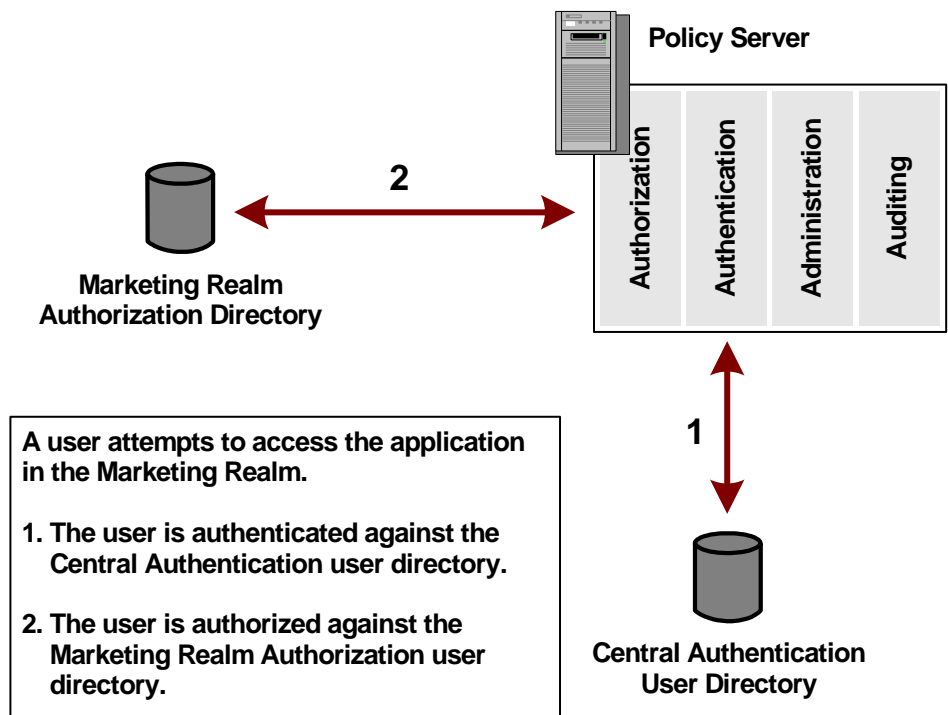 Policy Server
Authorization
Authentication
Administration
Auditing
2
Marketing Realm
Authorization Directory
1
A user attempts to access the application
in the Marketing Realm.
1. The user is authenticated against the
Central Authentication user directory.
2. The user is authorized against the
Marketing Realm Authorization user
directory.
Central Authentication
User Directory